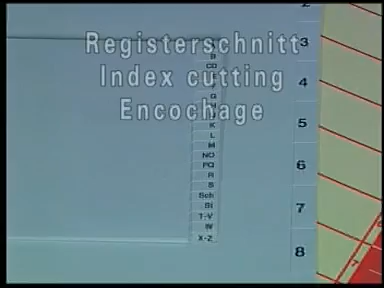 Registerschnitt
Index cutting
Encochage
B
CD
G
K
L
M
NO
PQ
R
S
Sch
St
T-V
W
X-Z
3
4
5
6
7
8